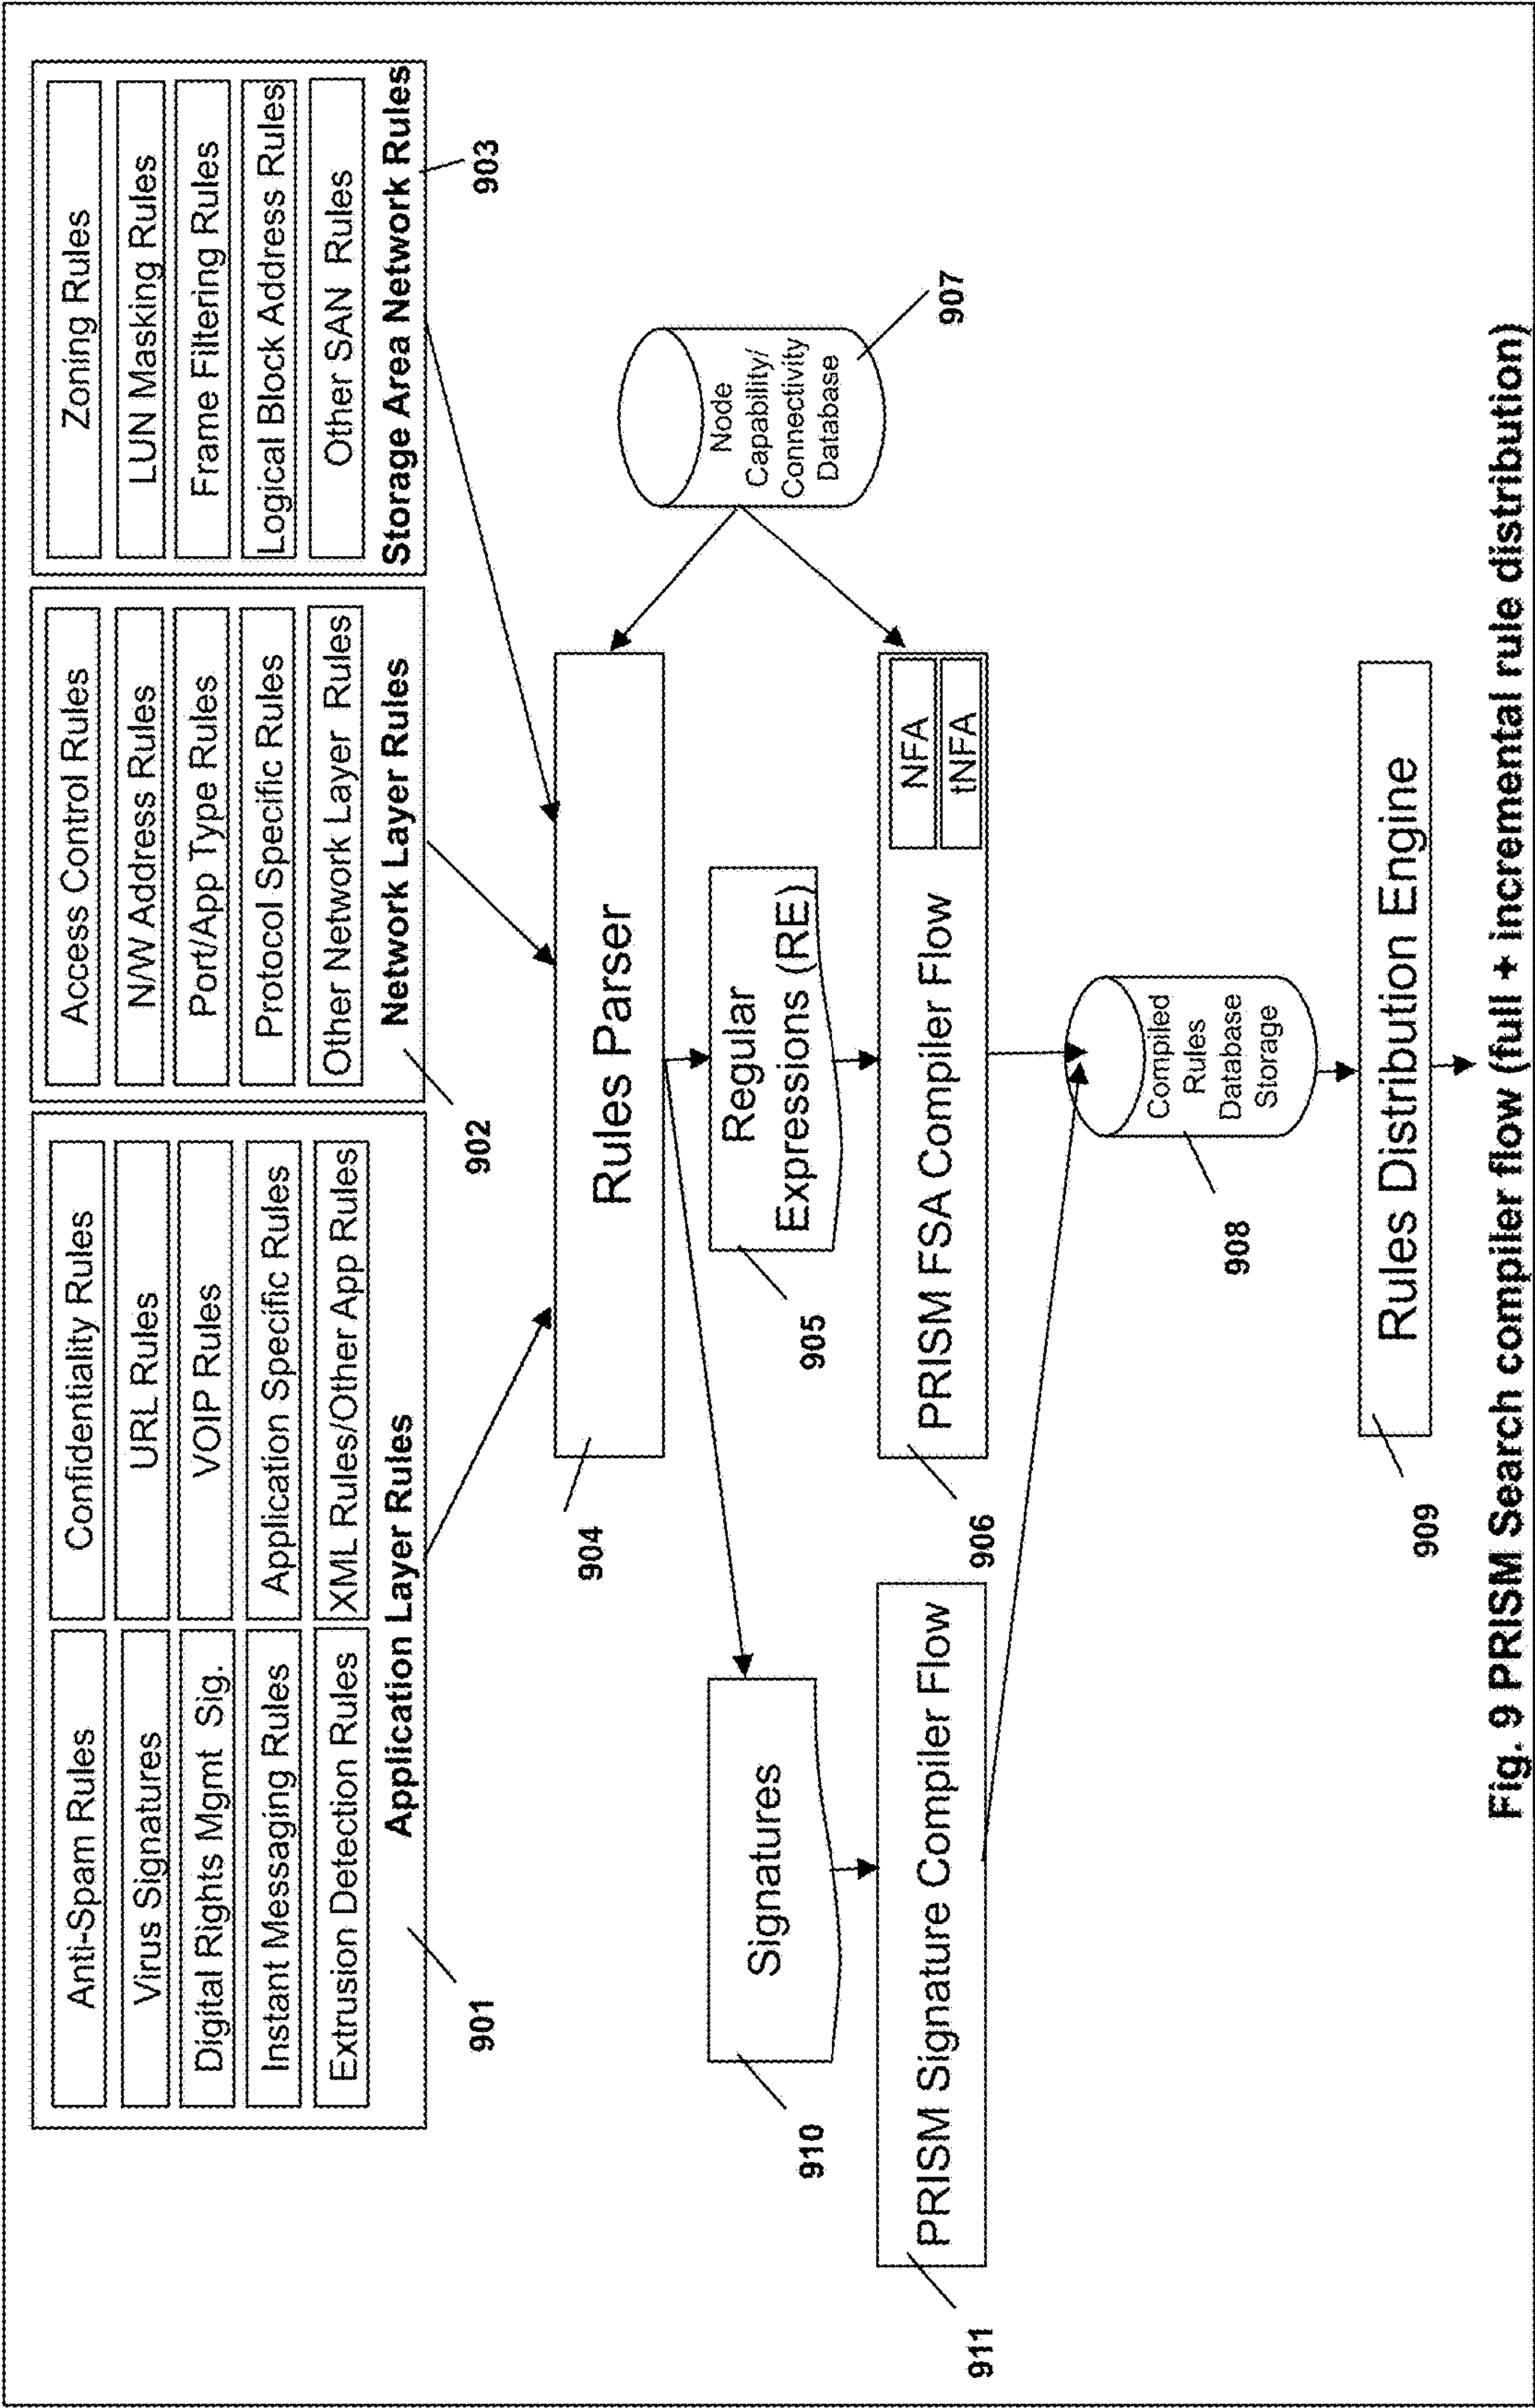 Anti-Spam Rules
Confidentiality Rules
Virus Signatures
URL Rules
Digital Rights Mgmt Sig.
VOIP Rules
Instant Messaging Rules
Application Specific Rules
Extrusion Detection Rules
XML Rules/Other App Rules
Application Layer Rules
901
Access Control Rules
N/W Address Rules
Port/App Type Rules
Protocol Specific Rules
Other Network Layer Rules
Network Layer Rules
902
Zoning Rules
LUN Masking Rules
Frame Filtering Rules
Logical Block Address Rules
Other SAN Rules
Storage Area Network Rules
903
Rules Parser
904
Node
Capability/
Connectivity
Database
907
Signatures
910
Regular
Expressions (RE)
905
PRISM Signature Compiler Flow
911
PRISM FSA Compiler Flow
NFA
tNFA
906
Compiled
Rules
Database
Storage
908
Rules Distribution Engine
909
Fig. 9 PRISM Search compiler flow (full + incremental rule distribution)